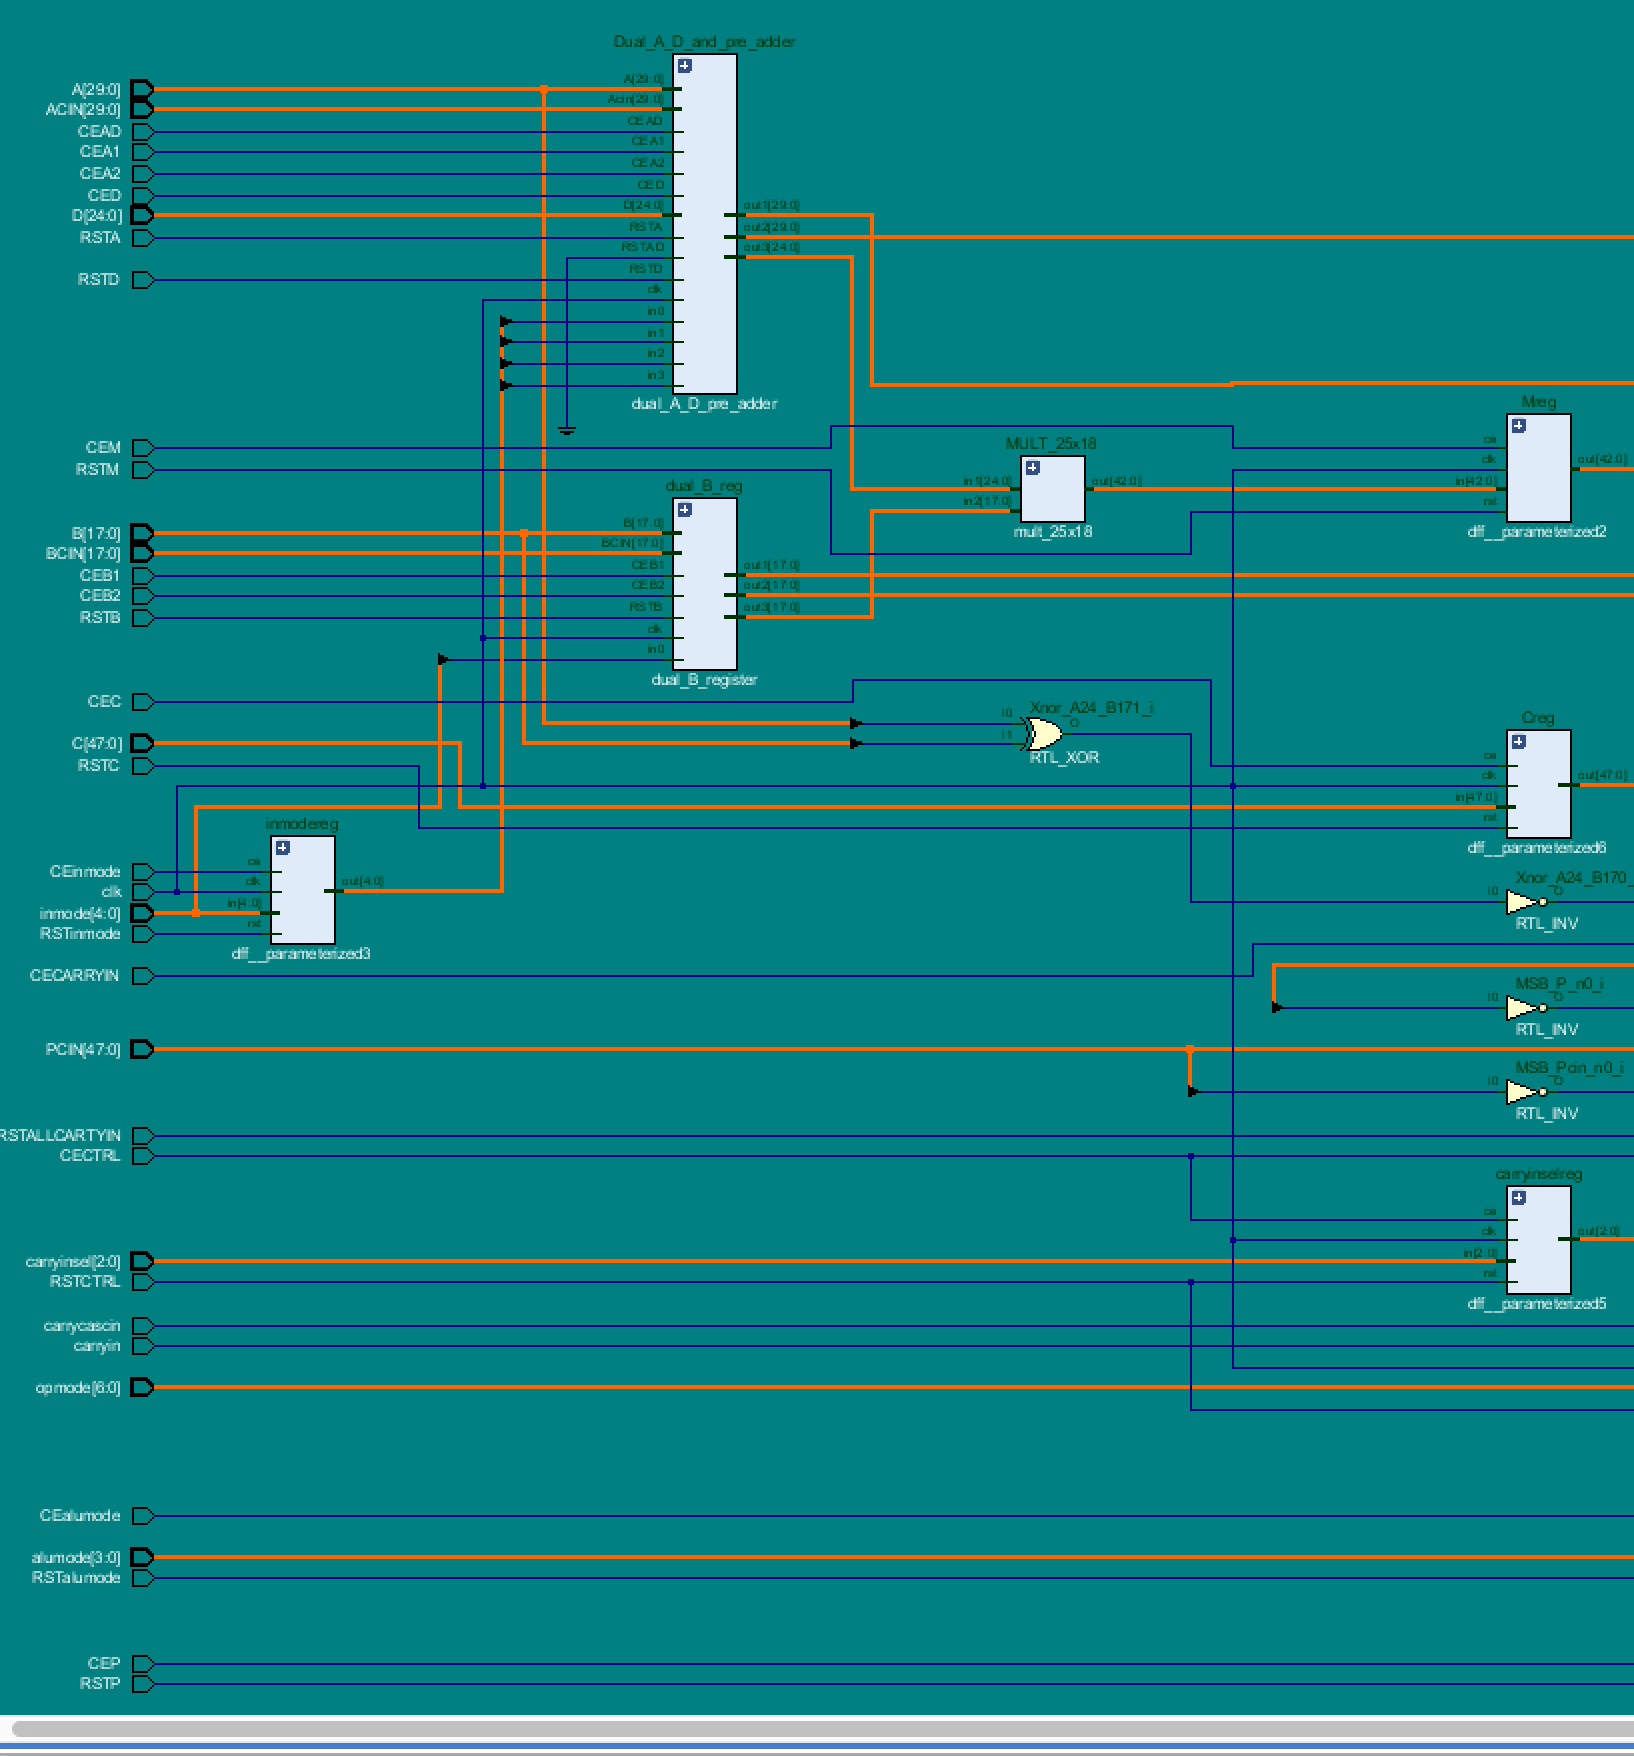 Dual_A_D_and_pre_adder
A[29:0]
A[29:0]
ACIN[29:0]
Acin[29:0]
CEAD
CEAD
CEA1
CEA1
CEA2
CEA2
CED
CED
D[24:0]
D[24:0]
out1[29:0]
RSTA
RSTA
out2[29:0]
RSTAD
out3[24:0]
RSTD
RSTD
clk
in0
in1
in2
in3
dual_A_D_pre_adder
Mreg
CEM
MULT_25x18
ce
RSTM
clk
out[42:0]
in1[24:0]
out[42:0]
in[42:0]
dual_B_reg
in2[17:0]
rst
mult_25x18
dff__parameterized2
B[17:0]
B[17:0]
BCIN[17:0]
BCIN[17:0]
CEB1
CEB1
out1[17:0]
CEB2
CEB2
out2[17:0]
RSTB
RSTB
out3[17:0]
clk
in0
dual_B_register
CEC
Xnor_A24_B171_i
I0
O
Creg
C[47:0]
I1
RTL_XOR
ce
RSTC
clk
out[47:0]
in[47:0]
rst
dff__parameterized6
inmodereg
CEinmode
ce
clk
clk
out[4:0]
Xnor_A24_B170_
I0
O
inmode[4:0]
in[4:0]
RSTinmode
rst
RTL_INV
dff__parameterized3
CECARRYIN
MSB_P_n0_i
I0
O
RTL_INV
PCIN[47:0]
MSB_Pcin_n0_i
I0
O
RTL_INV
RSTALLCARTYIN
CECTRL
carryinselreg
ce
clk
out[2:0]
carryinsel[2:0]
in[2:0]
RSTCTRL
rst
dff__parameterized5
carrycascin
carryin
opmode[6:0]
CEalumode
alumode[3:0]
RSTalumode
CEP
RSTP